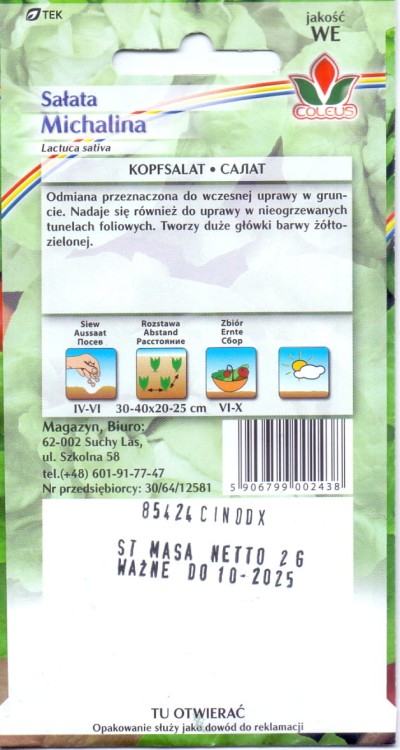 TEK
jakość
WE
COLEUS
Sałata
Michalina
Lactuca sativa
KOPFSALAT • САЛАТ
Odmiana przeznaczona do wczesnej uprawy w grun-
cie. Nadaje się również do uprawy w nieogrzewanych
tunelach foliowych. Tworzy duże główki barwy żółto-
zielonej.
Siew
Aussaat
Посев
Rozstawa
Abstand
Расстояние
Zbiór
Ernte
Сбор
IV-VI
30-40x20-25 cm
VI-X
Magazyn, Biuro:
62-002 Suchy Las,
ul. Szkolna 58
tel.(+48) 601-91-77-47
Nr przedsiębiorcy: 30/64/12581
5 906799 002438
85424CINODX
ST MASA NETTO 2 G
WAŻNE DO 10-2025
TU OTWIERAĆ
Opakowanie służy jako dowód do reklamacji